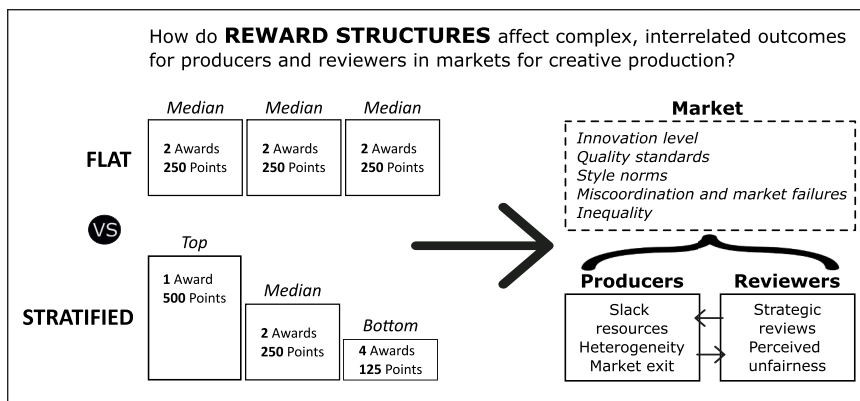 How do REWARD STRUCTURES affect complex, interrelated outcomes
for producers and reviewers in markets for creative production?
Median
Median
Median
FLAT
2 Awards
250 Points
2 Awards
250 Points
2 Awards
250 Points
VS
STRATIFIED
Top
1 Award
500 Points
Median
2 Awards
250 Points
Bottom
4 Awards
125 Points
Market
Innovation level
Quality standards
Style norms
Miscoordination and market failures
Inequality
Producers
Slack
resources
Heterogeneity
Market exit
Reviewers
Strategic
reviews
Perceived
unfairness